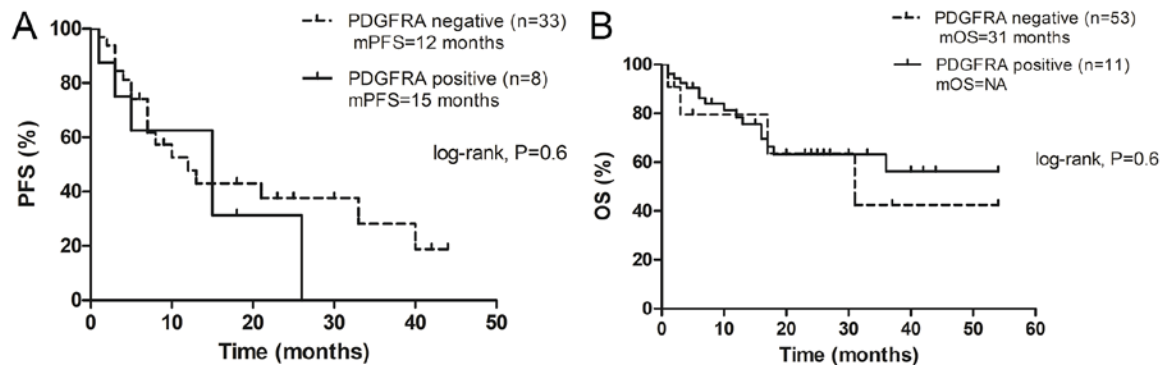 A
PDGFRA negative (n=33)
mPFS=12 months
PDGFRA positive (n=8)
mPFS=15 months
log-rank, P=0.6
PFS (%)
100
80
60
40
20
0
0 10 20 30 40 50
Time (months)
B
PDGFRA negative (n=53)
mOS=31 months
PDGFRA positive (n=11)
mOS=NA
log-rank, P=0.6
OS (%)
100
80
60
40
20
0
0 10 20 30 40 50 60
Time (months)